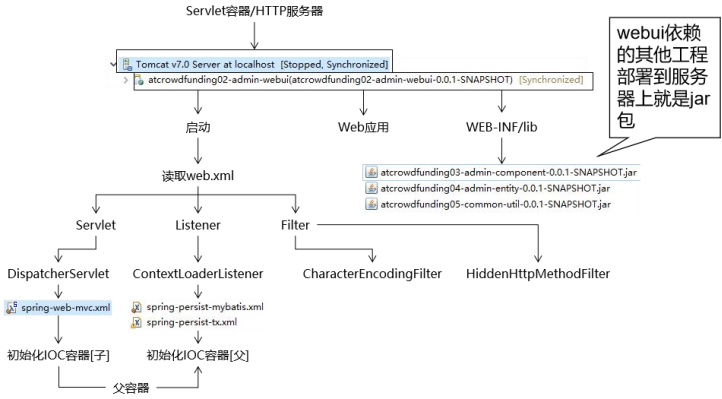 Servlet容器/HTTP服务器
webui依赖
的其他工程
部署到服务
器上就是jar
包
Tomcat v7.0 Server at localhost [Stopped, Synchronized]
atcrowdfunding02-admin-webui(atcrowdfunding02-admin-webui-0.0.1-SNAPSHOT) [Synchronized]
启动
Web应用
WEB-INF/lib
读取web.xml
atcrowdfunding03-admin-component-0.0.1-SNAPSHOT.jar
atcrowdfunding04-admin-entity-0.0.1-SNAPSHOT.jar
atcrowdfunding05-common-util-0.0.1-SNAPSHOT.jar
Servlet
Listener
Filter
DispatcherServlet
ContextLoaderListener
CharacterEncodingFilter
HiddenHttpMethodFilter
spring-web-mvc.xml
spring-persist-mybatis.xml
spring-persist-tx.xml
初始化IOC容器[子]
初始化IOC容器[父]
父容器